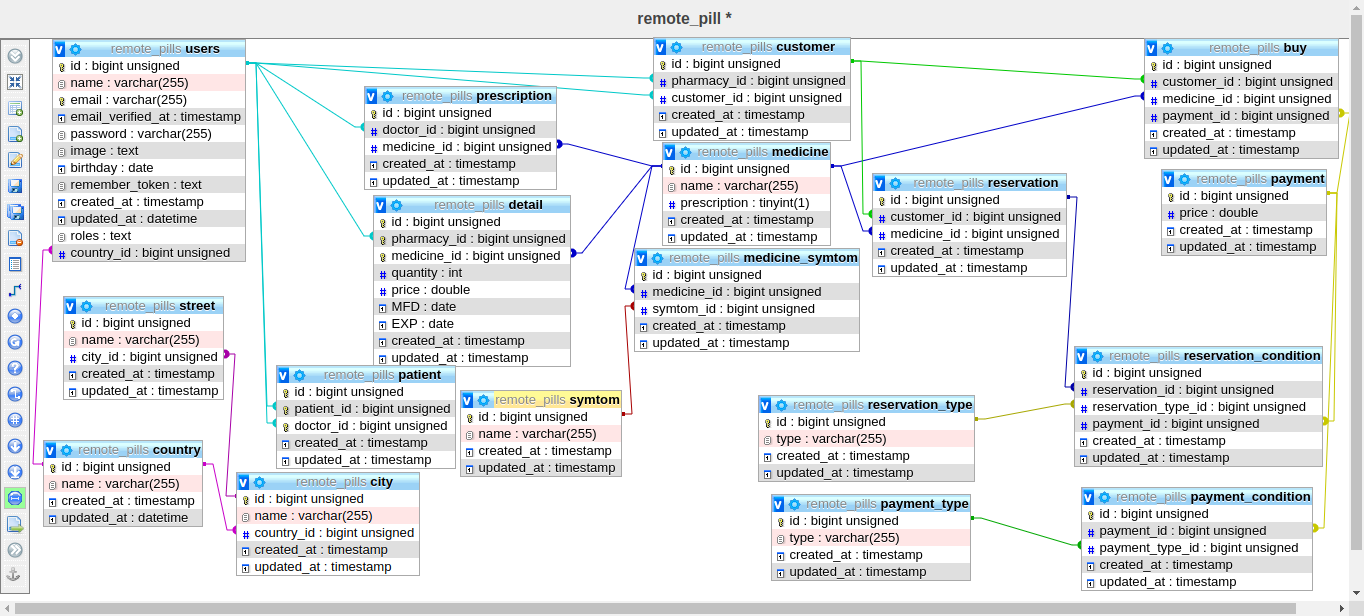 remote_pill *
remote_pills users
id : bigint unsigned
name : varchar(255)
email : varchar(255)
email_verified_at : timestamp
password : varchar(255)
image : text
birthday : date
remember_token : text
created_at : timestamp
updated_at : datetime
roles : text
country_id : bigint unsigned
remote_pills prescription
id : bigint unsigned
doctor_id : bigint unsigned
medicine_id : bigint unsigned
created_at : timestamp
updated_at : timestamp
remote_pills customer
id : bigint unsigned
pharmacy_id : bigint unsigned
customer_id : bigint unsigned
created_at : timestamp
updated_at : timestamp
remote_pills buy
id : bigint unsigned
customer_id : bigint unsigned
medicine_id : bigint unsigned
payment_id : bigint unsigned
created_at : timestamp
updated_at : timestamp
remote_pills medicine
id : bigint unsigned
name : varchar(255)
prescription : tinyint(1)
created_at : timestamp
updated_at : timestamp
remote_pills reservation
id : bigint unsigned
customer_id : bigint unsigned
medicine_id : bigint unsigned
created_at : timestamp
updated_at : timestamp
remote_pills payment
id : bigint unsigned
price : double
created_at : timestamp
updated_at : timestamp
remote_pills detail
id : bigint unsigned
pharmacy_id : bigint unsigned
medicine_id : bigint unsigned
quantity : int
price : double
MFD : date
EXP : date
created_at : timestamp
updated_at : timestamp
remote_pills medicine_symtom
id : bigint unsigned
medicine_id : bigint unsigned
symtom_id : bigint unsigned
created_at : timestamp
updated_at : timestamp
remote_pills street
id : bigint unsigned
name : varchar(255)
city_id : bigint unsigned
created_at : timestamp
updated_at : timestamp
remote_pills patient
id : bigint unsigned
patient_id : bigint unsigned
doctor_id : bigint unsigned
created_at : timestamp
updated_at : timestamp
remote_pills symtom
id : bigint unsigned
name : varchar(255)
created_at : timestamp
updated_at : timestamp
remote_pills reservation_type
id : bigint unsigned
type : varchar(255)
created_at : timestamp
updated_at : timestamp
remote_pills reservation_condition
id : bigint unsigned
reservation_id : bigint unsigned
reservation_type_id : bigint unsigned
payment_id : bigint unsigned
created_at : timestamp
updated_at : timestamp
remote_pills country
id : bigint unsigned
name : varchar(255)
created_at : timestamp
updated_at : datetime
remote_pills city
id : bigint unsigned
name : varchar(255)
country_id : bigint unsigned
created_at : timestamp
updated_at : timestamp
remote_pills payment_type
id : bigint unsigned
type : varchar(255)
created_at : timestamp
updated_at : timestamp
remote_pills payment_condition
id : bigint unsigned
payment_id : bigint unsigned
payment_type_id : bigint unsigned
created_at : timestamp
updated_at : timestamp